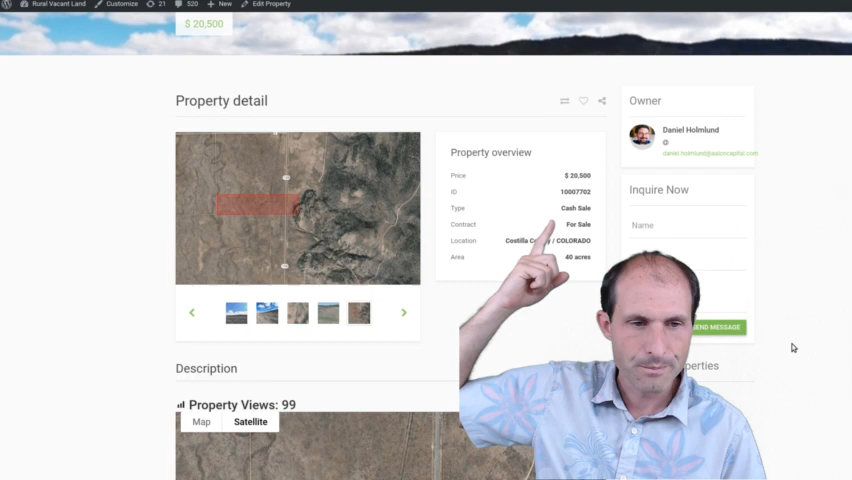 Rural Vacant Land Customize 21 520 New Edit Property
$ 20,500
Property detail
Owner
Daniel Holmlund
@
Property overview
Price $ 20,500
ID 10007702
Type Cash Sale
Contract For Sale
Location Costilla / COLORADO
Area 40 acres
Inquire Now
Name
MESSAGE
Description
Property Views: 99
Map Satellite